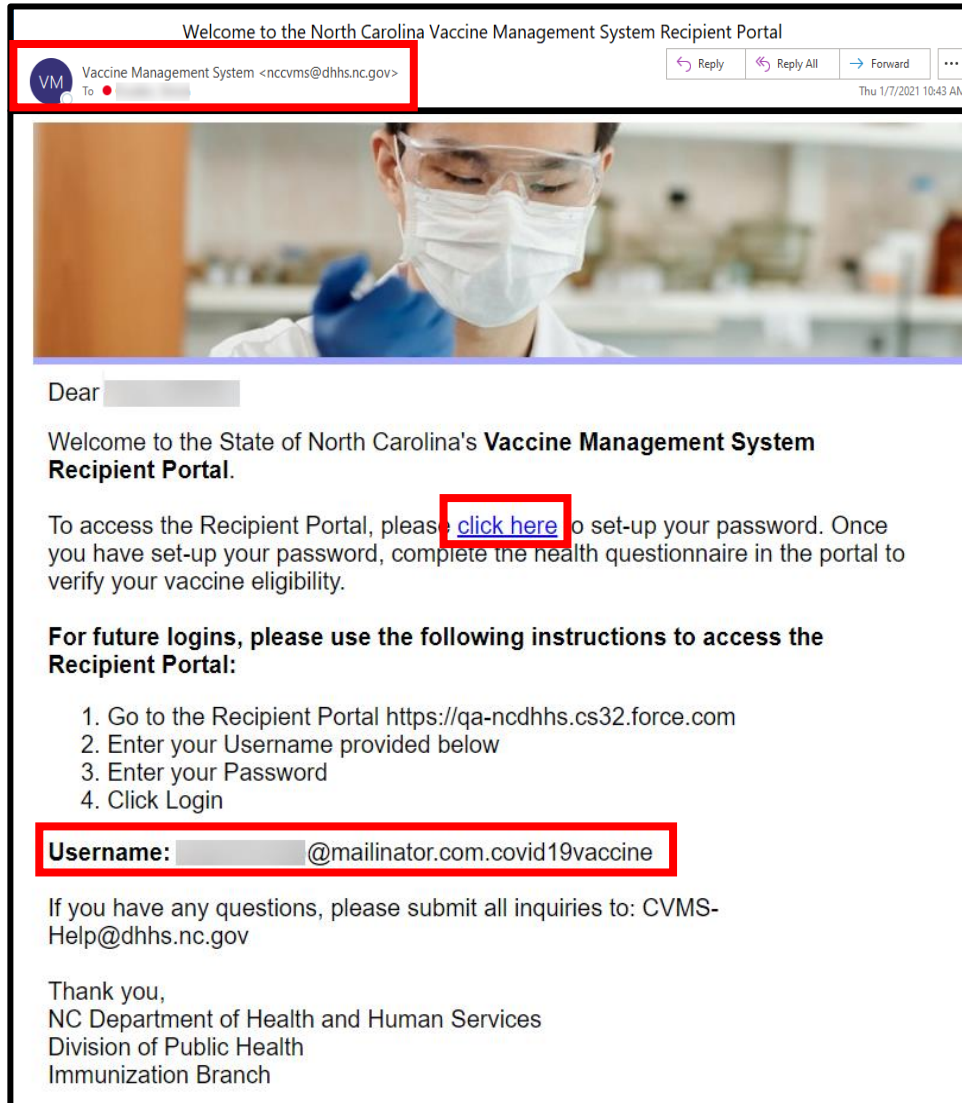 Welcome to the North Carolina Vaccine Management System Recipient Portal
VM
Vaccine Management System <nccvms@dhhs.nc.gov>
To
Reply
Reply All
Forward
Thu 1/7/2021 10:43 AM
Dear
Welcome to the State of North Carolina's Vaccine Management System
Recipient Portal.
To access the Recipient Portal, please click here to set-up your password. Once
you have set-up your password, complete the health questionnaire in the portal to
verify your vaccine eligibility.
For future logins, please use the following instructions to access the
Recipient Portal:
1. Go to the Recipient Portal https://qa-ncdhhs.cs32.force.com
2. Enter your Username provided below
3. Enter your Password
4. Click Login
Username: @mailinator.com.covid19vaccine
If you have any questions, please submit all inquiries to: CVMS-
Help@dhhs.nc.gov
Thank you,
NC Department of Health and Human Services
Division of Public Health
Immunization Branch